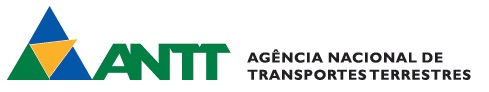 ANTT
AGÊNCIA NACIONAL DE
TRANSPORTES TERRESTRES